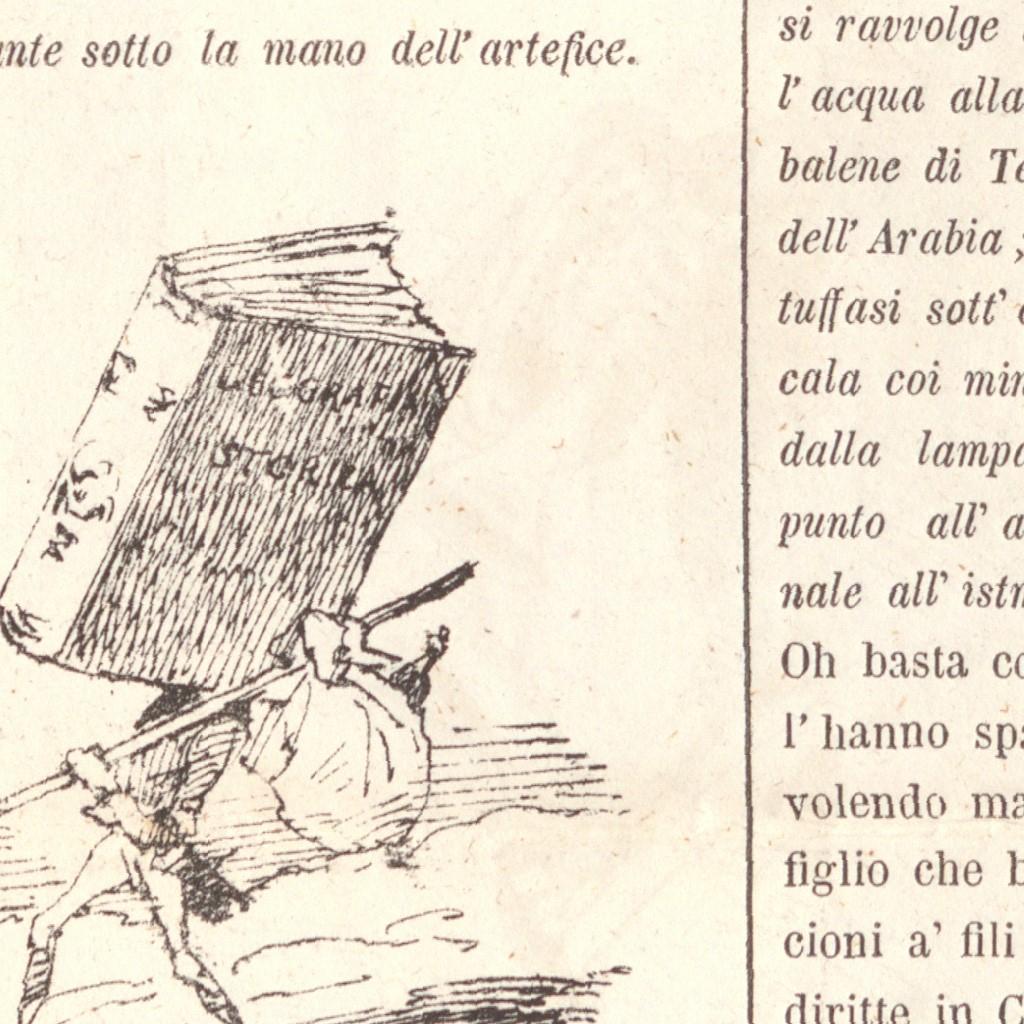 nte sotto la mano dell' artefice.
GEOGRAFIA
STORICA
si ravvolge
l' acqua alla
balene di Te
dell' Arabia ;
tuffasi sott'
cala coi min
dalla lampa
punto all' a
nale all' istm
Oh basta co
l' hanno spa
volendo ma
figlio che b
cioni a' fili
diritte in C